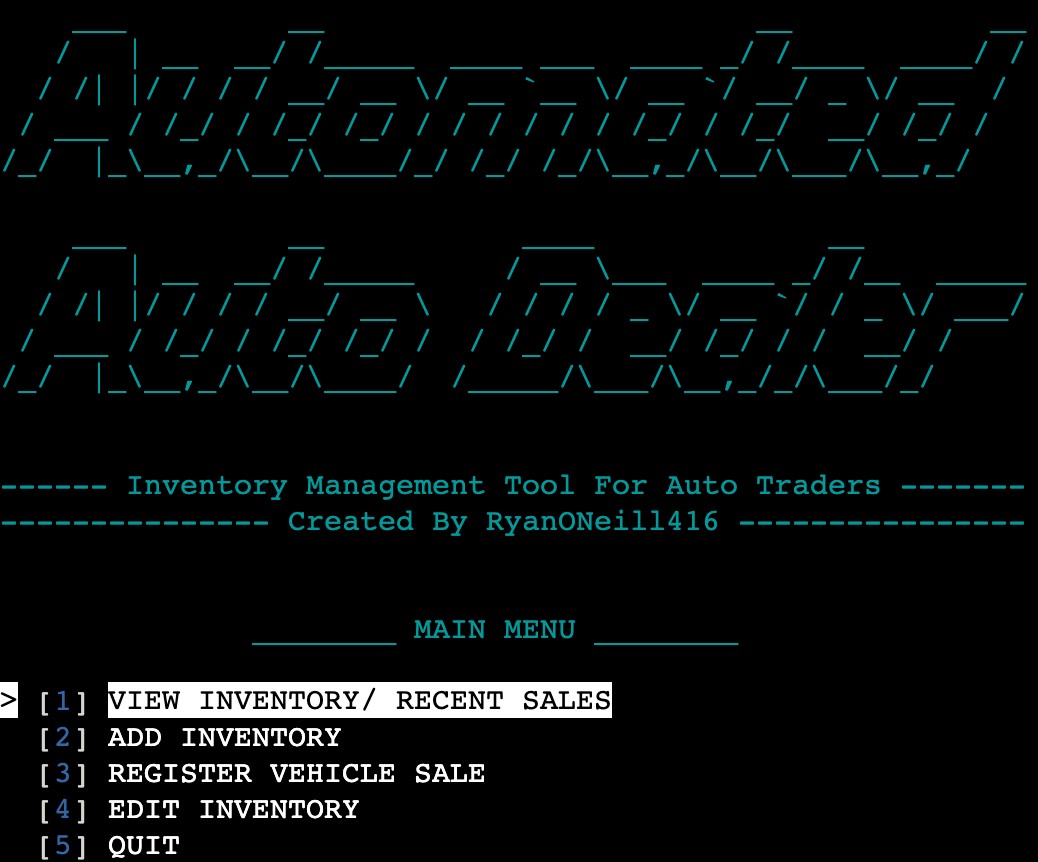 Automated
Auto Dealer
------ Inventory Management Tool For Auto Traders -------
--------------- Created By RyanONeill416 ----------------
________ MAIN MENU ________
> [1] VIEW INVENTORY/ RECENT SALES
[2] ADD INVENTORY
[3] REGISTER VEHICLE SALE
[4] EDIT INVENTORY
[5] QUIT